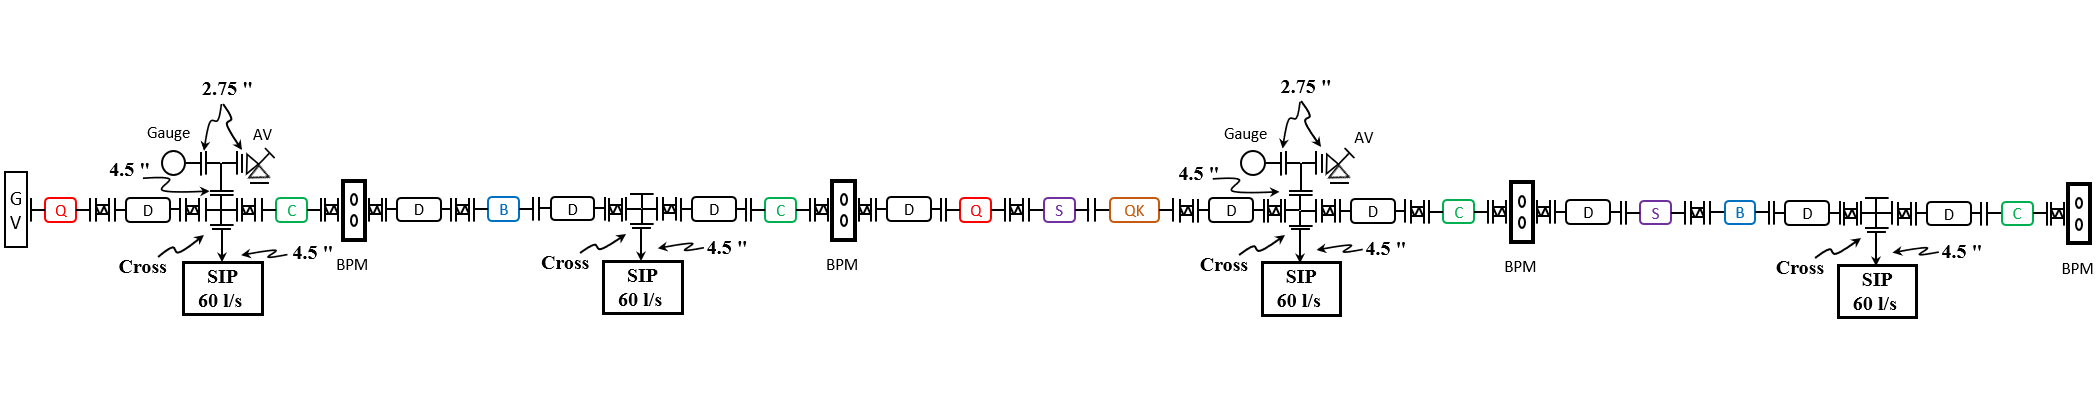 2.75 "
2.75 "
Gauge
AV
Gauge
AV
4.5 "
4.5 "
G
V
Q
D
C
D
B
D
D
C
D
Q
S
QK
D
D
C
D
S
B
D
D
C
Cross
4.5 "
BPM
Cross
4.5 "
BPM
Cross
4.5 "
BPM
Cross
4.5 "
BPM
SIP
60 l/s
SIP
60 l/s
SIP
60 l/s
SIP
60 l/s